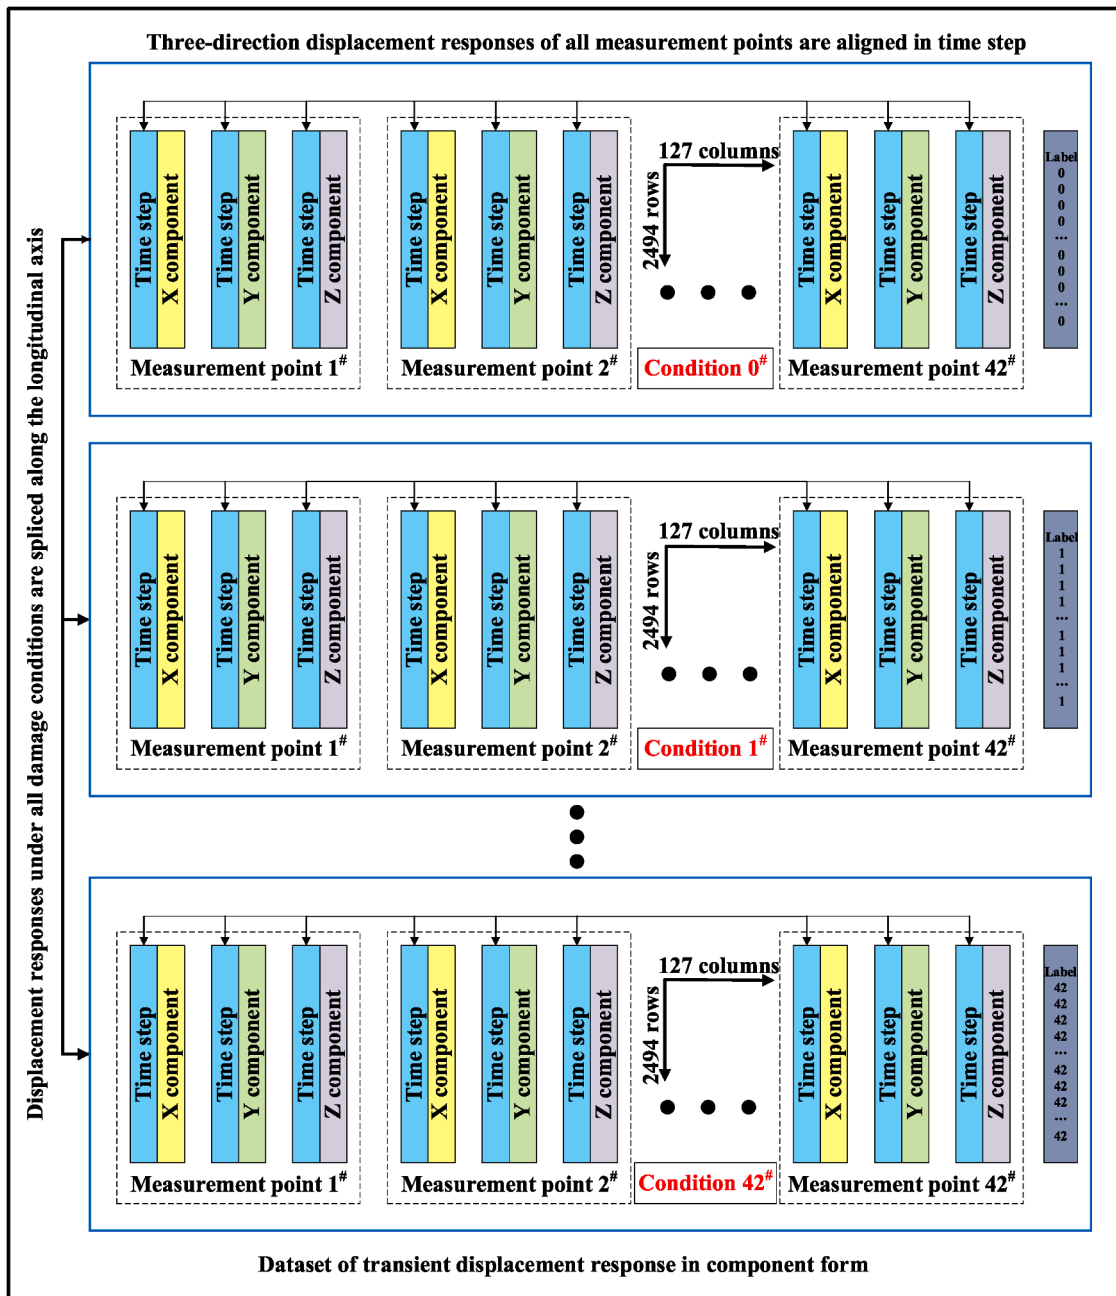 Three-direction displacement responses of all measurement points are aligned in time step
Displacement responses under all damage conditions are spliced along the longitudinal axis
Time step
X component
Time step
Y component
Time step
Z component
Measurement point 1#
Time step
X component
Time step
Y component
Time step
Z component
Measurement point 2#
127 columns
2494 rows
Condition 0#
Time step
X component
Time step
Y component
Time step
Z component
Measurement point 42#
Label
0
0
0
0
...
0
0
0
...
0
Time step
X component
Time step
Y component
Time step
Z component
Measurement point 1#
Time step
X component
Time step
Y component
Time step
Z component
Measurement point 2#
127 columns
2494 rows
Condition 1#
Time step
X component
Time step
Y component
Time step
Z component
Measurement point 42#
Label
1
1
1
1
...
1
1
1
...
1
Time step
X component
Time step
Y component
Time step
Z component
Measurement point 1#
Time step
X component
Time step
Y component
Time step
Z component
Measurement point 2#
127 columns
2494 rows
Condition 42#
Time step
X component
Time step
Y component
Time step
Z component
Measurement point 42#
Label
42
42
42
42
...
42
42
42
...
42
Dataset of transient displacement response in component form